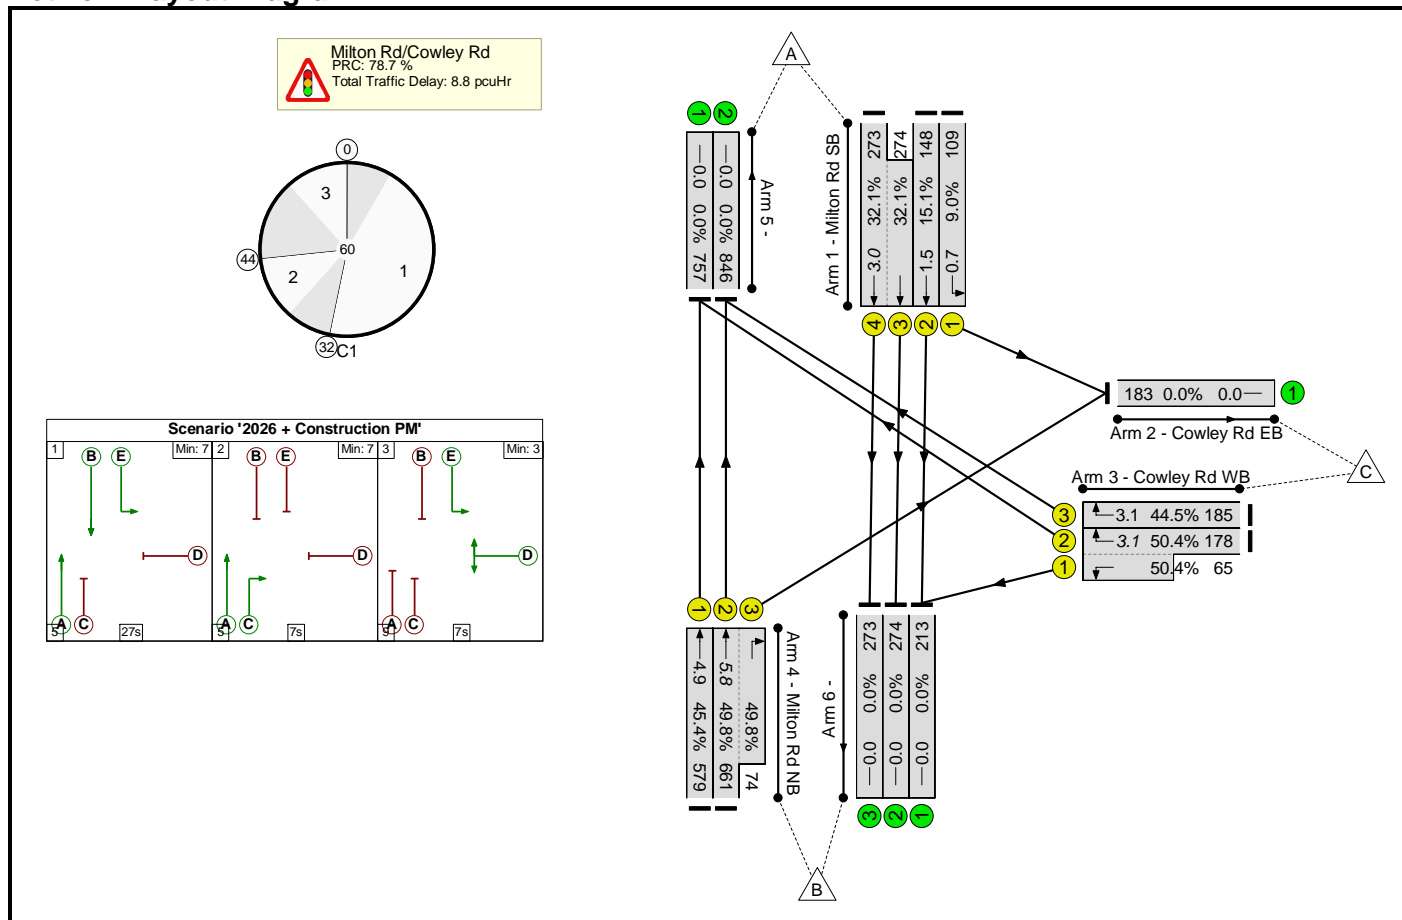 Milton Rd/Cowley Rd
PRC: 78.7 %
Total Traffic Delay: 8.8 pcuHr
0
3
60
1
44
2
32
C1
Scenario '2026 + Construction PM'
1
B
E
Min: 7
D
A
C
5
27s
2
B
E
Min: 7
D
A
C
5
7s
3
B
E
Min: 3
D
A
C
9
7s
A
1
2
0.0 0.0% 757
0.0 0.0% 846
Arm 5 -
Arm 1 - Milton Rd SB
3.0 32.1% 273
32.1% 274
1.5 15.1% 148
0.7 9.0% 109
4
3
2
1
183 0.0% 0.0
1
Arm 2 - Cowley Rd EB
C
Arm 3 - Cowley Rd WB
3
3.1 44.5% 185
2
3.1 50.4% 178
1
50.4% 65
1
2
3
4.9 45.4% 579
5.8 49.8% 661
49.8% 74
Arm 4 - Milton Rd NB
Arm 6 -
0.0 0.0% 273
0.0 0.0% 274
0.0 0.0% 213
3
2
1
B